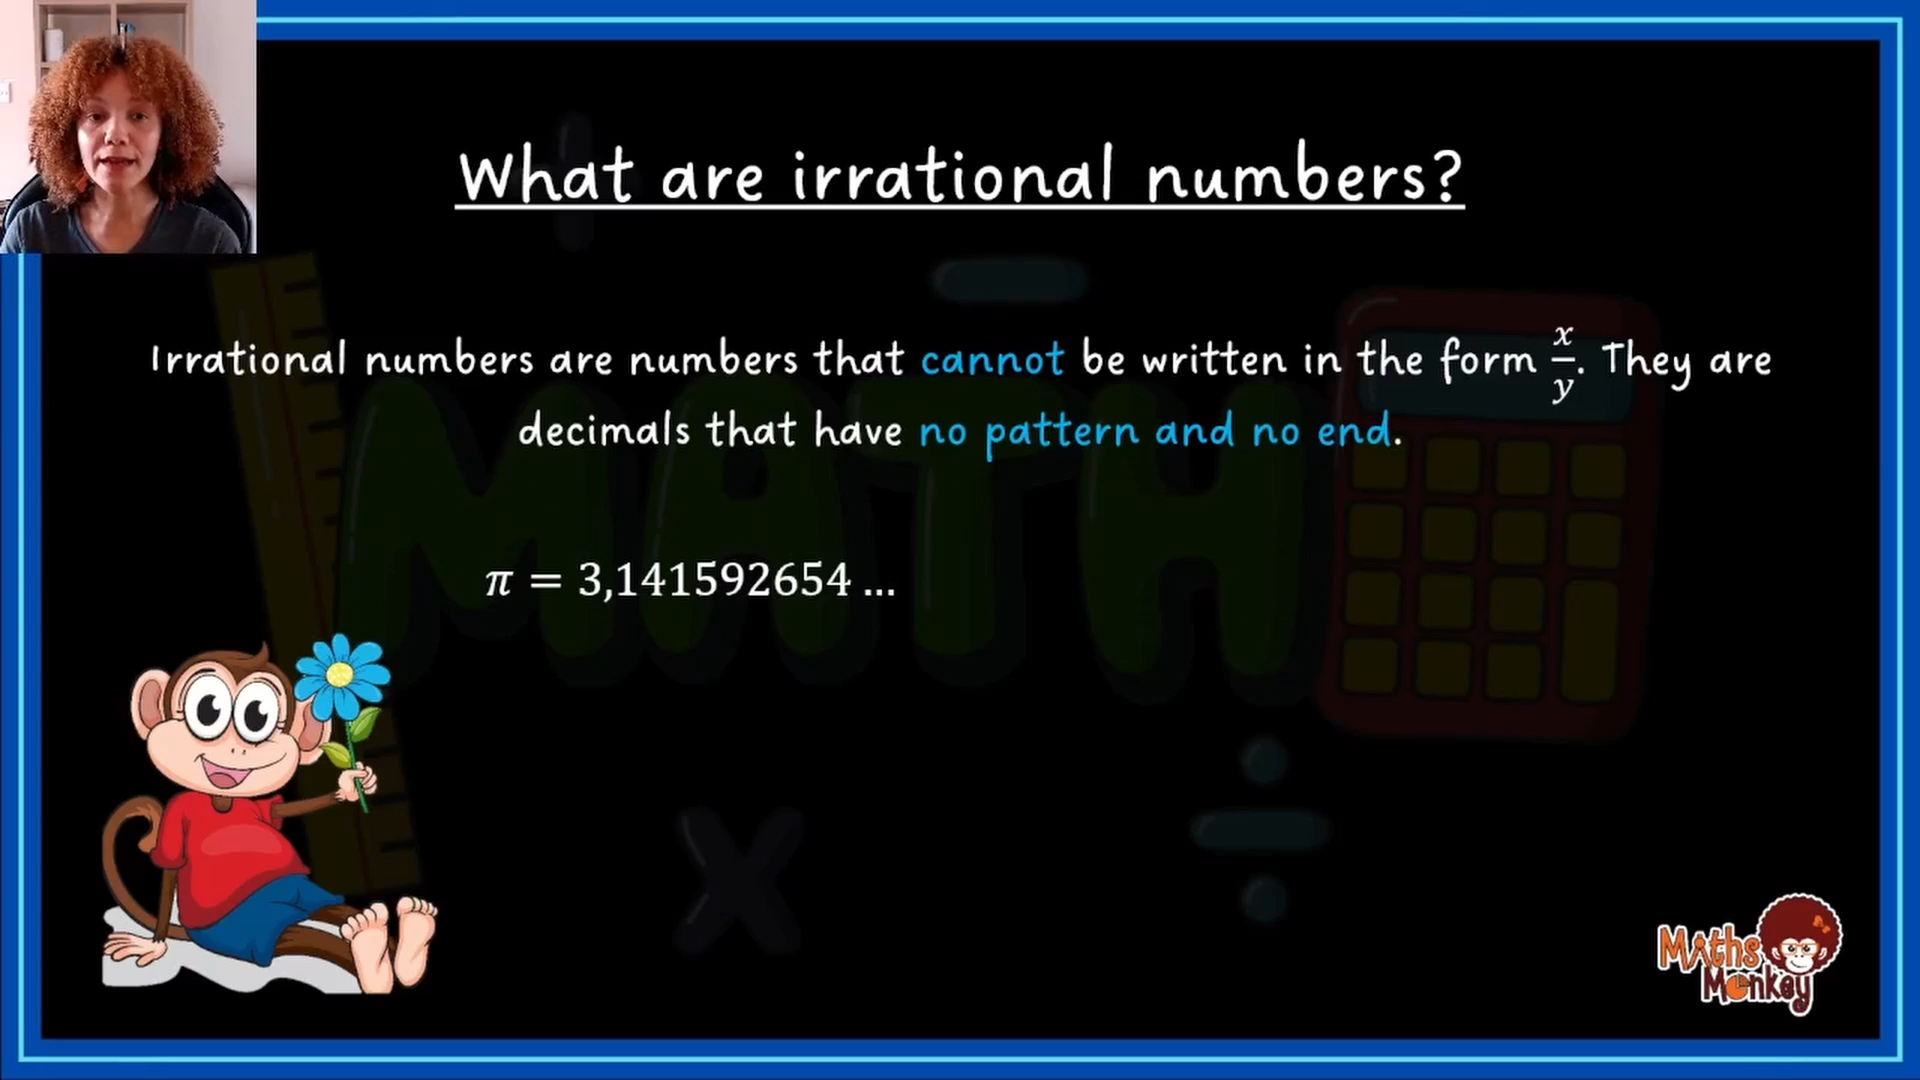 What are irrational numbers?
Irrational numbers are numbers that cannot be written in the form x/y. They are
decimals that have no pattern and no end.
π = 3,141592654 ...
MATH
Maths
Monkey